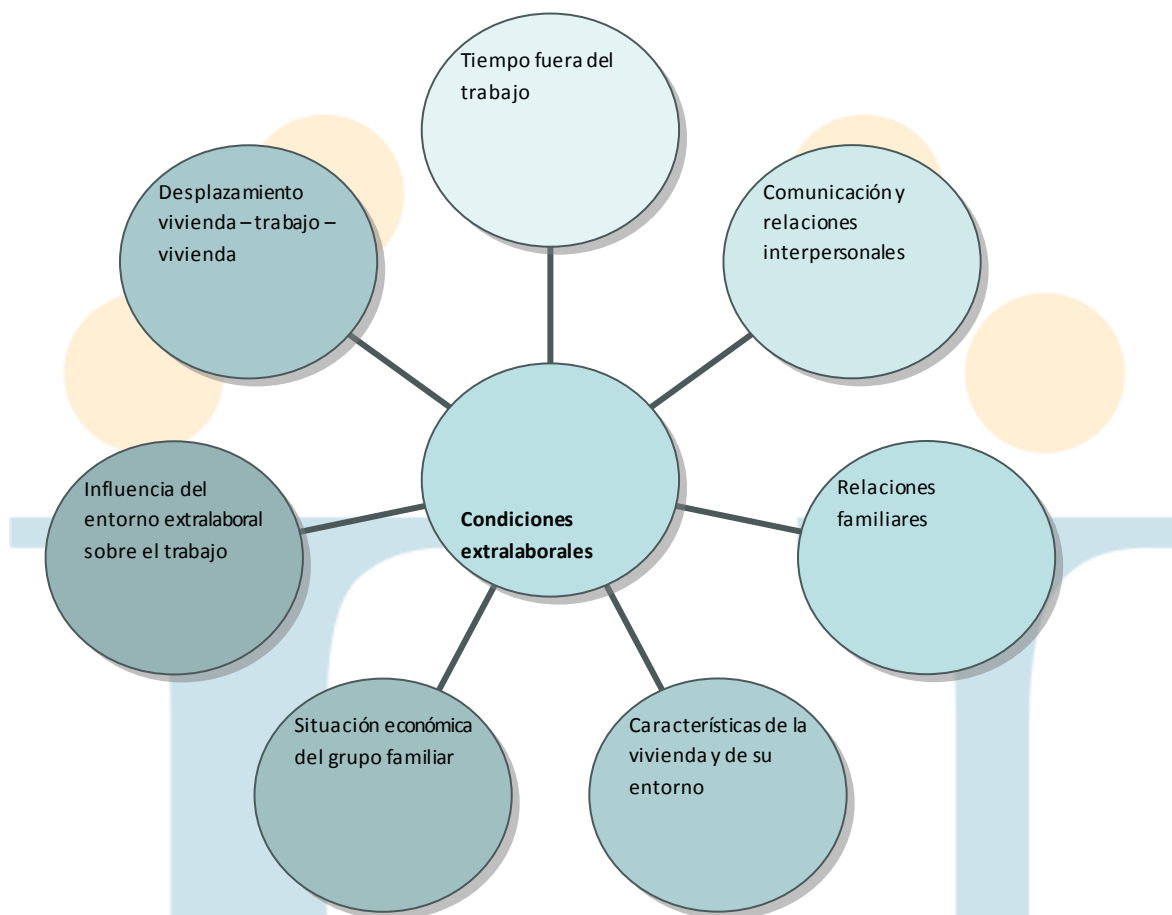 Tiempo fuera del
trabajo
Comunicación y
relaciones
interpersonales
Relaciones
familiares
Características de la
vivienda y de su
entorno
Situación económica
del grupo familiar
Influencia del
entorno extralaboral
sobre el trabajo
Desplazamiento
vivienda – trabajo –
vivienda
Condiciones
extralaborales